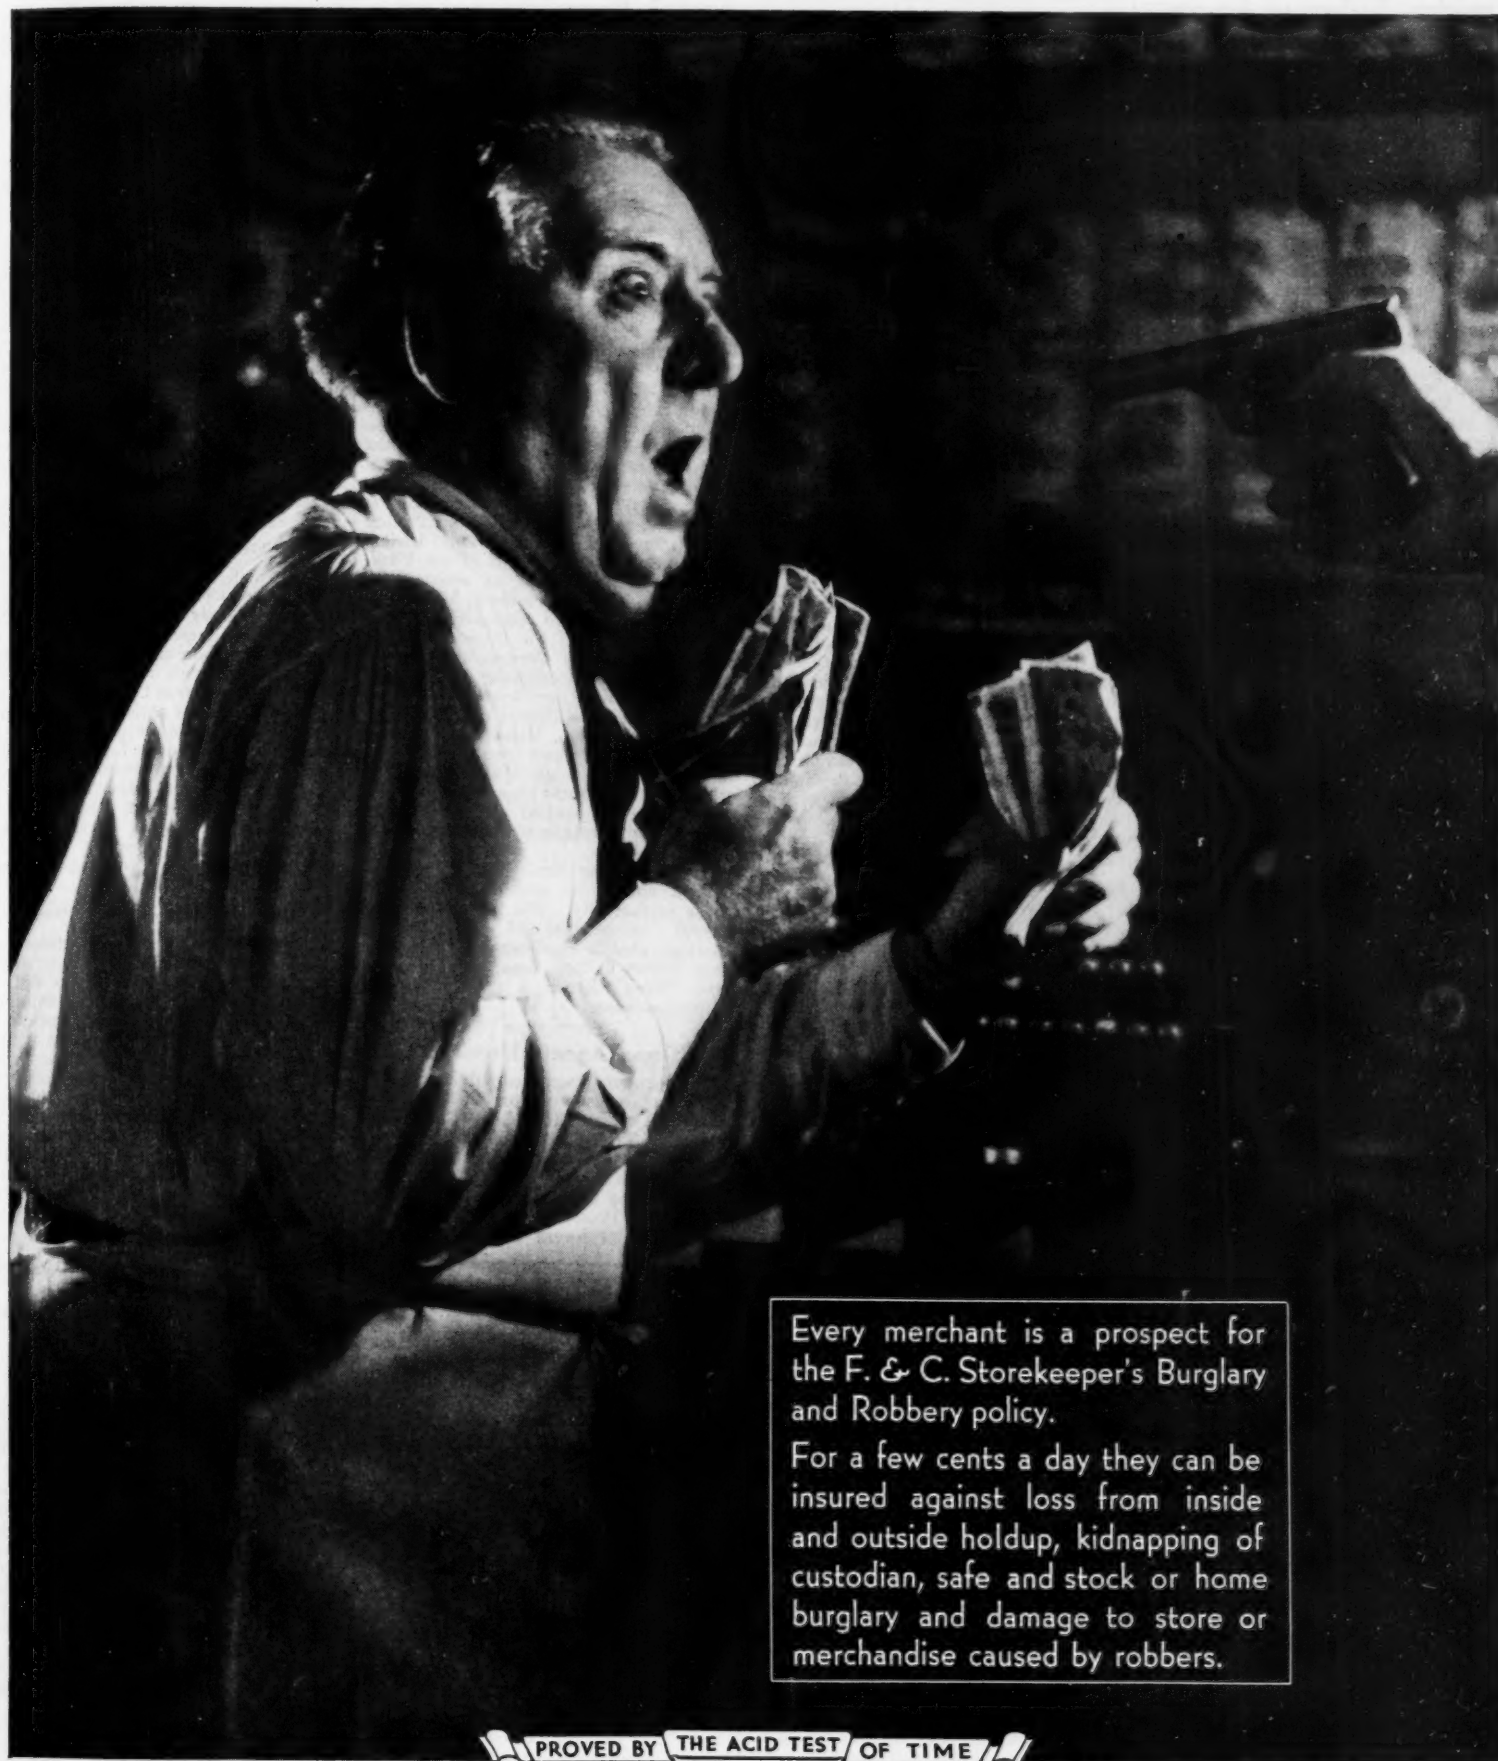 Every merchant is a prospect for
the F. & C. Storekeeper's Burglary
and Robbery policy.
For a few cents a day they can be
insured against loss from inside
and outside holdup, kidnapping of
custodian, safe and stock or home
burglary and damage to store or
merchandise caused by robbers.
PROVED BY THE ACID TEST OF TIME